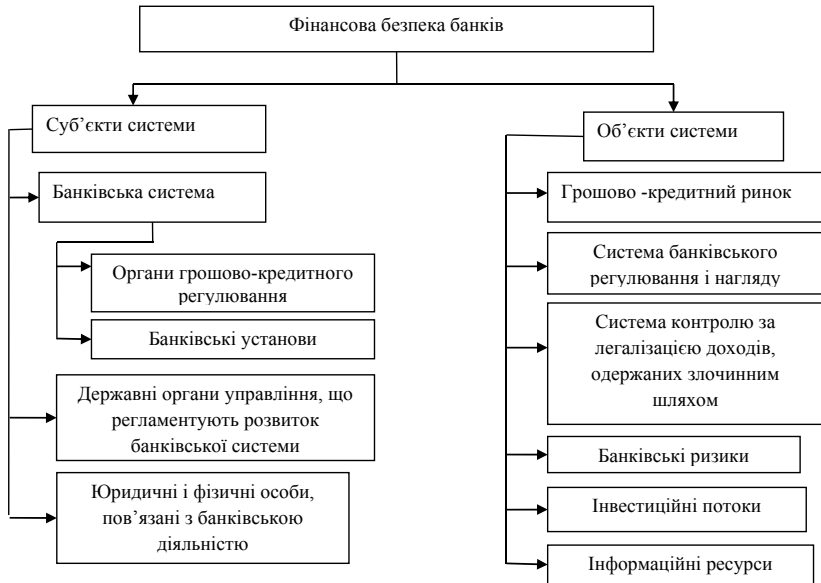 Фінансова безпека банків
Суб’єкти системи
Банківська система
Органи грошово-кредитного
регулювання
Банківські установи
Державні органи управління, що
регламентують розвиток
банківської системи
Юридичні і фізичні особи,
пов’язані з банківською
діяльністю
Об’єкти системи
Грошово -кредитний ринок
Система банківського
регулювання і нагляду
Система контролю за
легалізацією доходів,
одержаних злочинним
шляхом
Банківські ризики
Інвестиційні потоки
Інформаційні ресурси